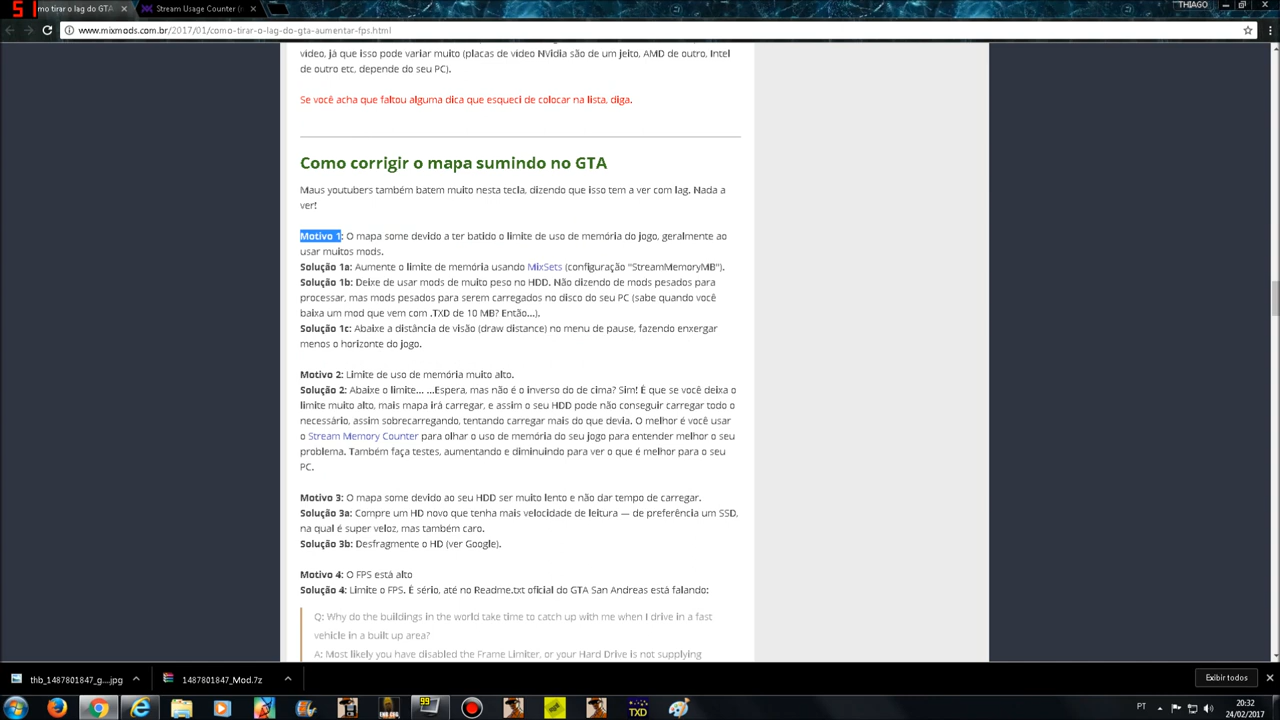 51
mo tirar o lag do GTA
Stream Usage Counter (m
THIAGO
www.mixmods.com.br/2017/01/como-tirar-o-lag-do-gta-aumentar-fps.html
video, já que isso pode variar muito (placas de video NVidia são de um jeito, AMD de outro, Intel
de outro etc, depende do seu PC).
Se você acha que faltou alguma dica que esqueci de colocar na lista, diga.
Como corrigir o mapa sumindo no GTA
Maus youtubers também batem muito nesta tecla, dizendo que isso tem a ver com lag. Nada a
ver!
Motivo 1: O mapa some devido a ter batido o limite de uso de memória do jogo, geralmente ao
usar muitos mods.
Solução 1a: Aumente o limite de memória usando MixSets (configuração "StreamMemoryMB").
Solução 1b: Deixe de usar mods de muito peso no HDD. Não dizendo de mods pesados para
processar, mas mods pesados para serem carregados no disco do seu PC (sabe quando você
baixa um mod que vem com .TXD de 10 MB? Então...).
Solução 1c: Abaixe a distância de visão (draw distance) no menu de pause, fazendo enxergar
menos o horizonte do jogo.
Motivo 2: Limite de uso de memória muito alto.
Solução 2: Abaixe o limite... ...Espera, mas não é o inverso do de cima? Sim! É que se você deixa o
limite muito alto, mais mapa irá carregar, e assim o seu HDD pode não conseguir carregar todo o
necessário, assim sobrecarregando, tentando carregar mais do que devia. O melhor é você usar
o Stream Memory Counter para olhar o uso de memória do seu jogo para entender melhor o seu
problema. Também faça testes, aumentando e diminuindo para ver o que é melhor para o seu
PC.
Motivo 3: O mapa some devido ao seu HDD ser muito lento e não dar tempo de carregar.
Solução 3a: Compre um HD novo que tenha mais velocidade de leitura — de preferência um SSD,
na qual é super veloz, mas também caro.
Solução 3b: Desfragmente o HD (ver Google).
Motivo 4: O FPS está alto
Solução 4: Limite o FPS. É sério, até no Readme.txt oficial do GTA San Andreas está falando:
Q: Why do the buildings in the world take time to catch up with me when I drive in a fast
vehicle in a built up area?
A: Most likely you have disabled the Frame Limiter, or your Hard Drive is not supplying
thb_1487801847_g....jpg
1487801847_Mod.7z
Exibir todos
99
TXD
PT
20:32
24/02/2017